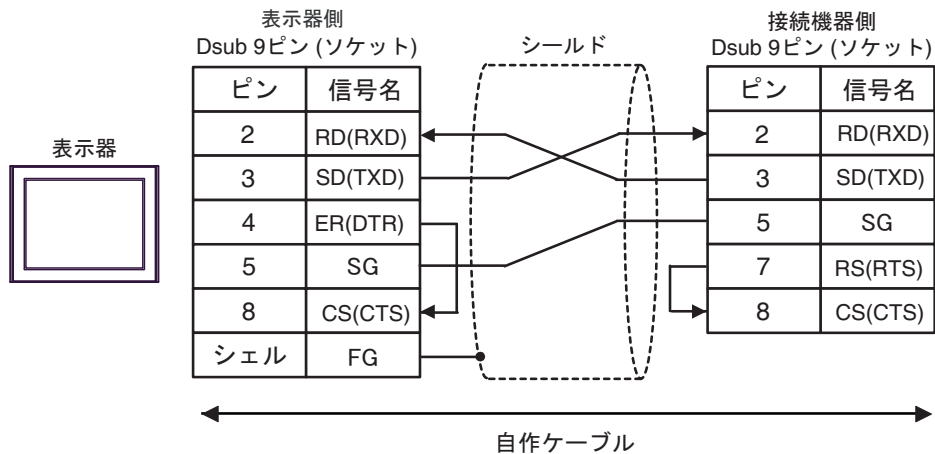 表示器側
Dsub 9ピン (ソケット)
シールド
接続機器側
Dsub 9ピン (ソケット)
表示器
ピン 信号名
2 RD(RXD)
3 SD(TXD)
4 ER(DTR)
5 SG
8 CS(CTS)
シェル FG
ピン 信号名
2 RD(RXD)
3 SD(TXD)
5 SG
7 RS(RTS)
8 CS(CTS)
自作ケーブル